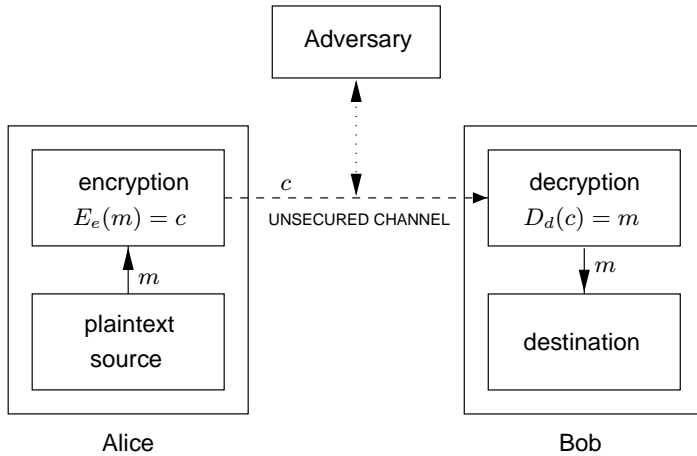 Adversary
encryption
E_e(m) = c
c
UNSECURED CHANNEL
decryption
D_d(c) = m
m
m
plaintext
source
destination
Alice
Bob